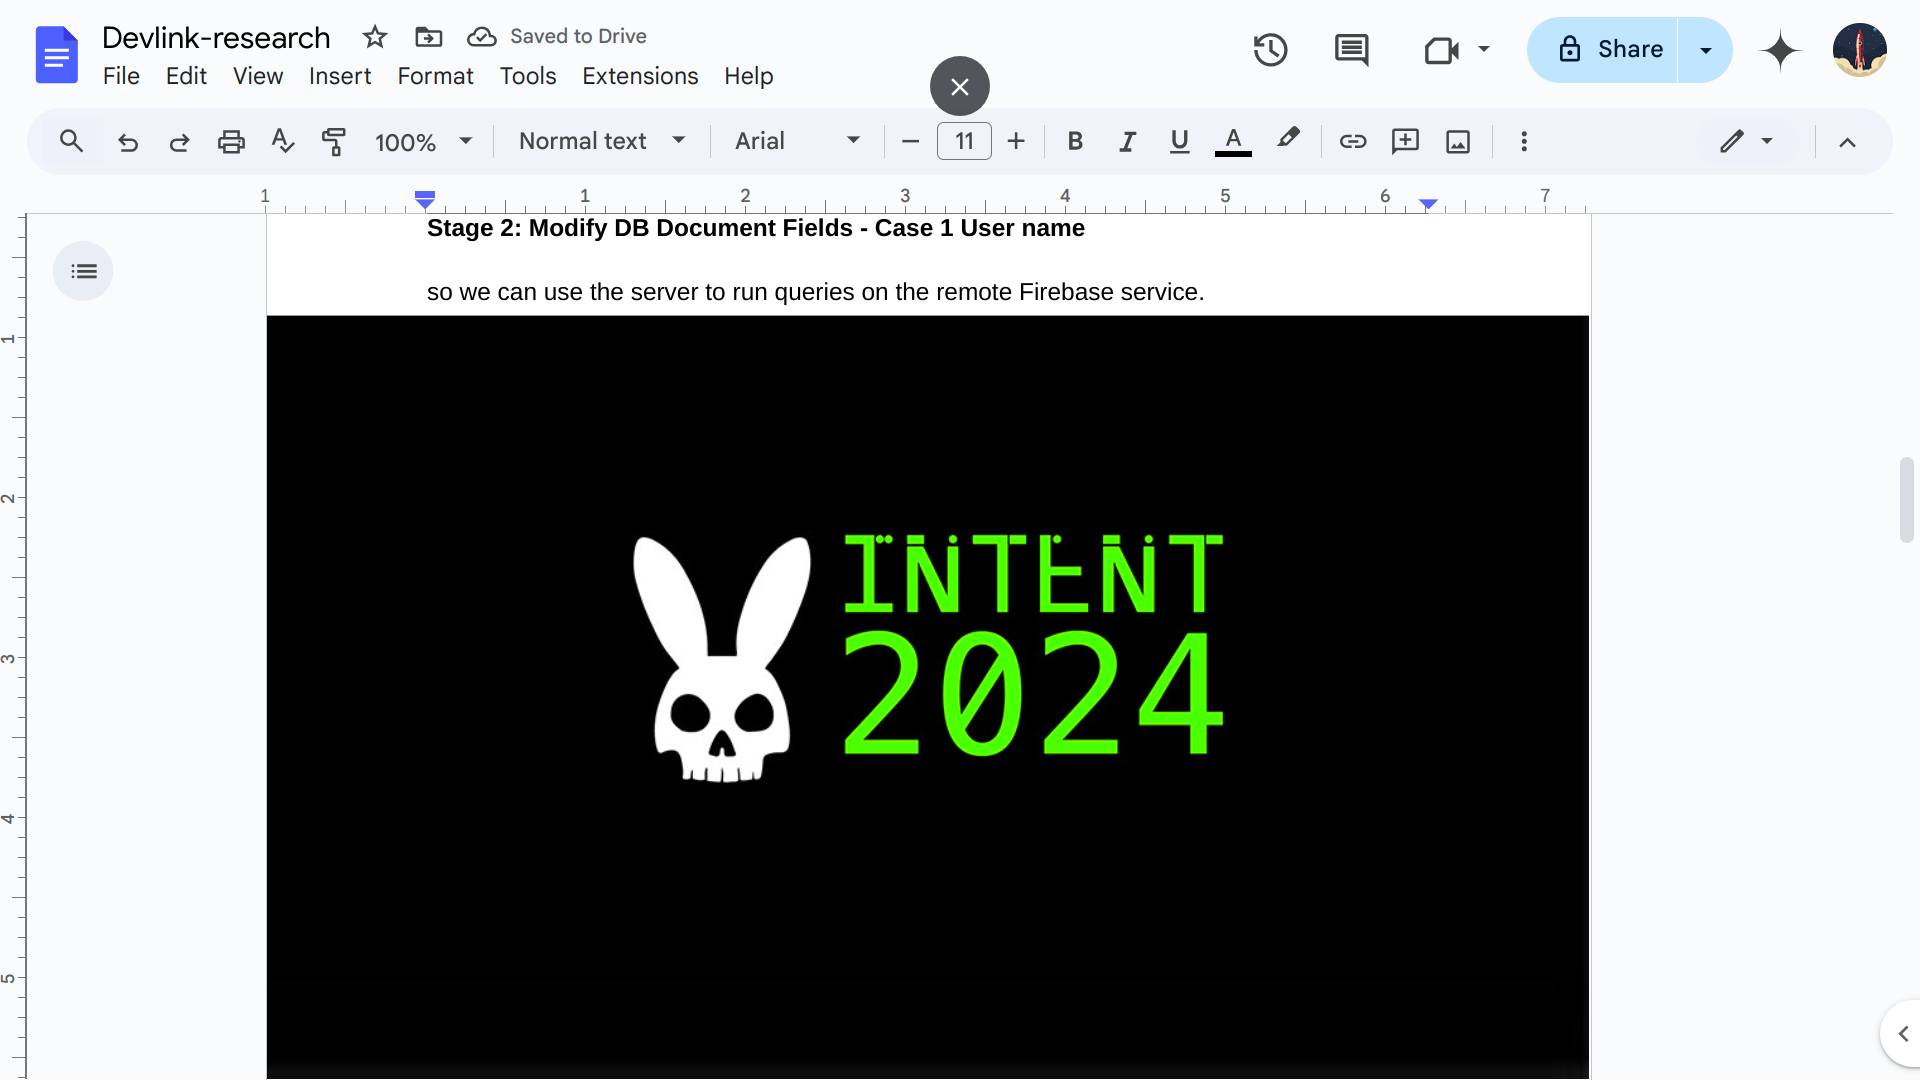 Devlink-research
Saved to Drive
File Edit View Insert Format Tools Extensions Help
Share
100% Normal text Arial 11 B I U A
1 1 2 3 4 5 6 7
Stage 2: Modify DB Document Fields - Case 1 User name
so we can use the server to run queries on the remote Firebase service.
INTENT
2024
1
2
3
4
5